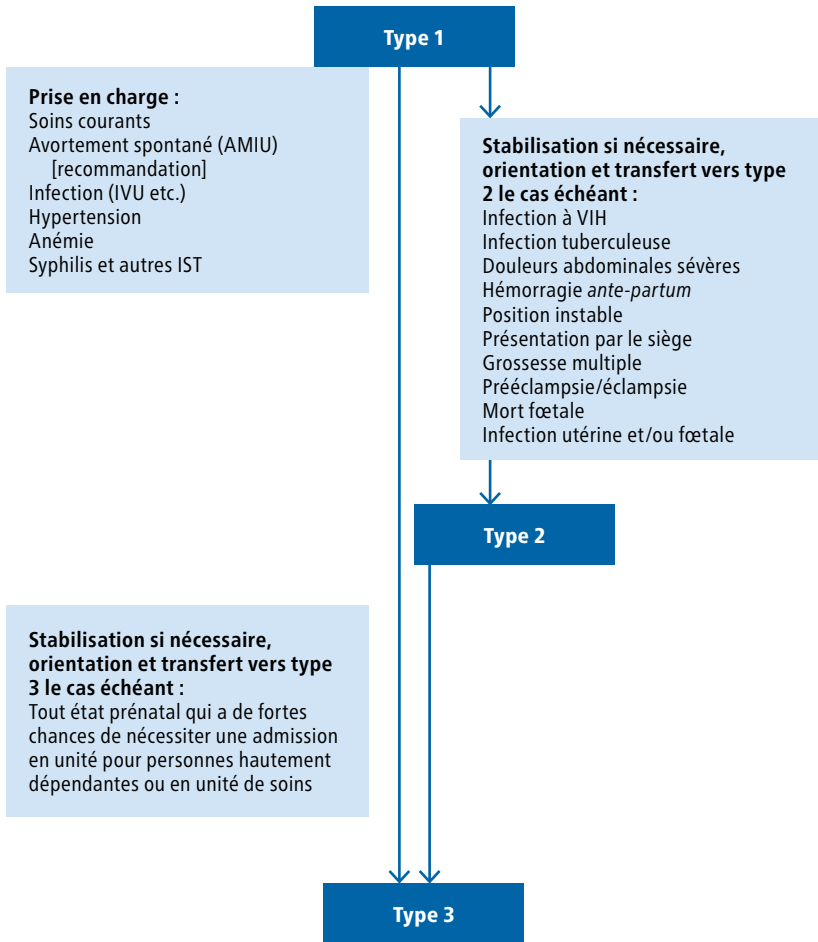 Type 1
Prise en charge :
Soins courants
Avortement spontané (AMIU)
[recommandation]
Infection (IVU etc.)
Hypertension
Anémie
Syphilis et autres IST
Stabilisation si nécessaire,
orientation et transfert vers type
2 le cas échéant :
Infection à VIH
Infection tuberculeuse
Douleurs abdominales sévères
Hémorragie ante-partum
Position instable
Présentation par le siège
Grossesse multiple
Prééclampsie/éclampsie
Mort fœtale
Infection utérine et/ou fœtale
Type 2
Stabilisation si nécessaire,
orientation et transfert vers type
3 le cas échéant :
Tout état prénatal qui a de fortes
chances de nécessiter une admission
en unité pour personnes hautement
dépendantes ou en unité de soins
Type 3